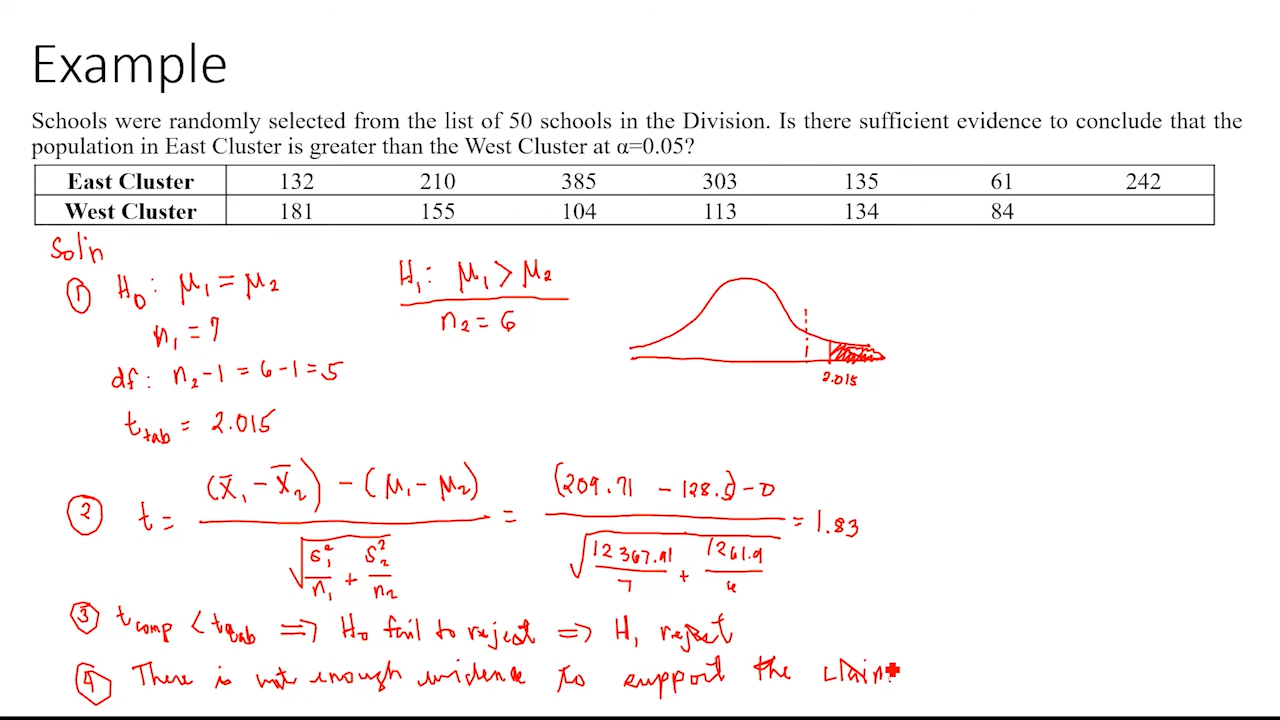 Example
Schools were randomly selected from the list of 50 schools in the Division. Is there sufficient evidence to conclude that the
population in East Cluster is greater than the West Cluster at α=0.05?
East Cluster 132 210 385 303 135 61 242
West Cluster 181 155 104 113 134 84
Sol'n
① H₀: μ₁ = μ₂ H₁: μ₁ > μ₂
n₁ = 7 n₂ = 6
df: n₂-1 = 6-1 = 5
2.015
t_tab = 2.015
② t = ((X̄₁ - X̄₂) - (μ₁ - μ₂)) / √(s₁²/n₁ + s₂²/n₂) = ((209.71 - 128.5) - 0) / √(12367.91/7 + 1261.9/6) = 1.83
③ t_comp < t_tab ⇒ H₀ fail to reject ⇒ H₁ reject
④ There is not enough evidence to support the claim.